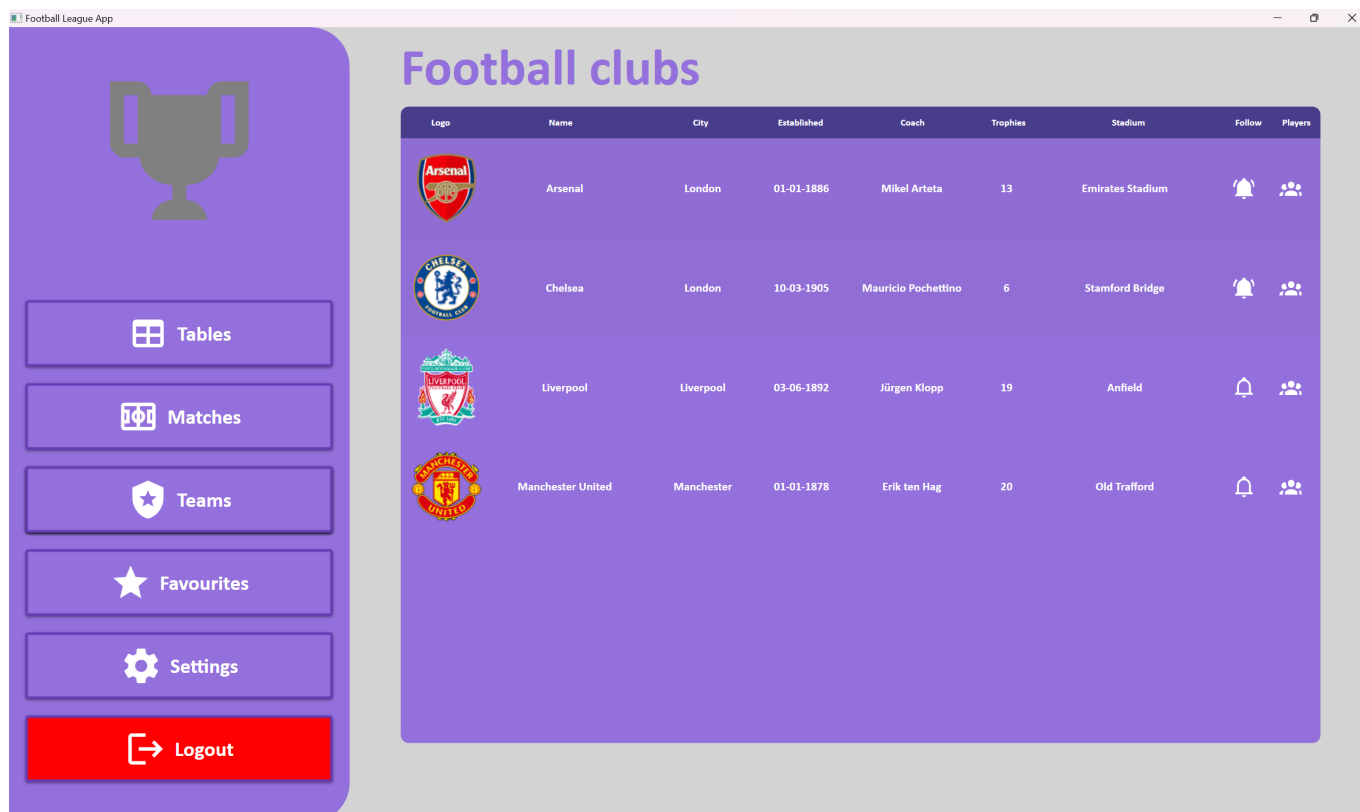 Football League App
Football clubs
Logo Name City Established Coach Trophies Stadium Follow Players
Arsenal
Arsenal London 01-01-1886 Mikel Arteta 13 Emirates Stadium
CHELSEA
FOOTBALL CLUB
Chelsea London 10-03-1905 Mauricio Pochettino 6 Stamford Bridge
LIVERPOOL
Liverpool Liverpool 03-06-1892 Jürgen Klopp 19 Anfield
MANCHESTER
UNITED
Manchester United Manchester 01-01-1878 Erik ten Hag 20 Old Trafford
Tables
Matches
Teams
Favourites
Settings
Logout